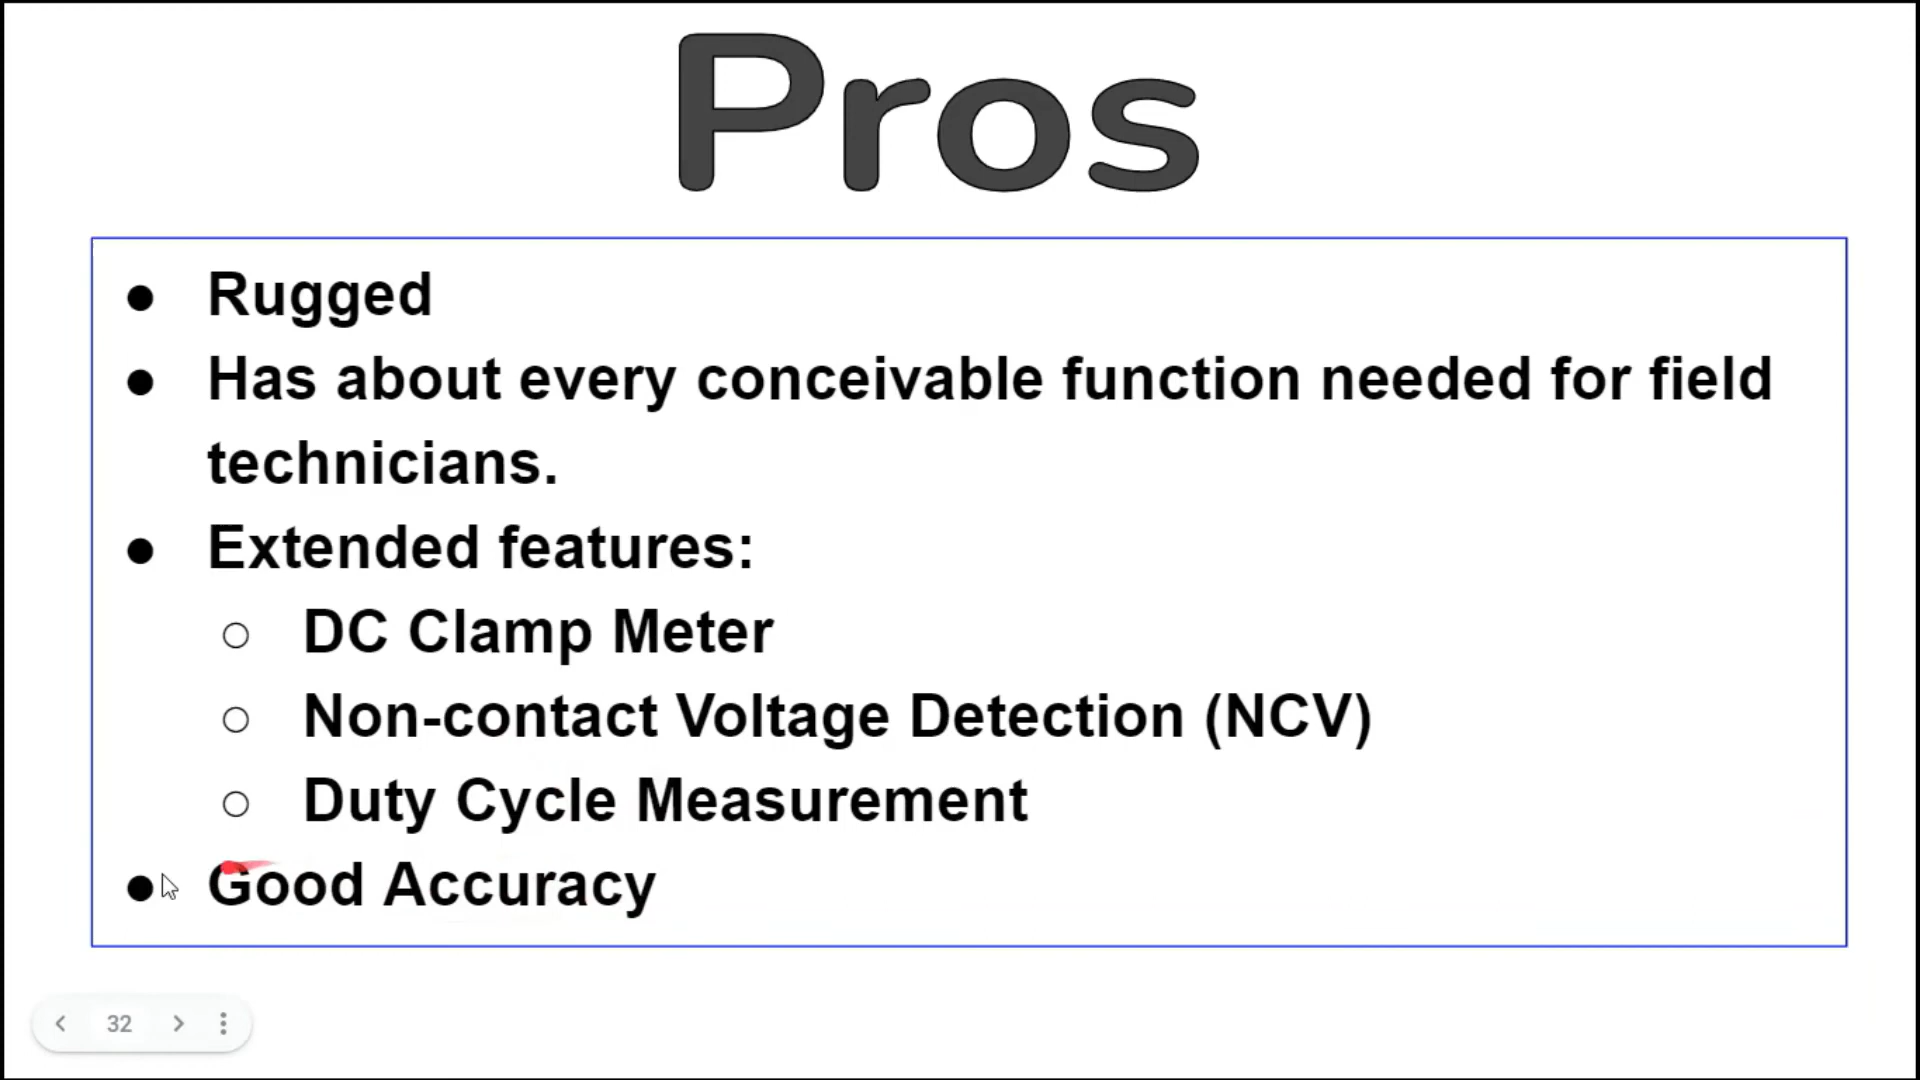 Pros
● Rugged
● Has about every conceivable function needed for field
technicians.
● Extended features:
○ DC Clamp Meter
○ Non-contact Voltage Detection (NCV)
○ Duty Cycle Measurement
● Good Accuracy
32